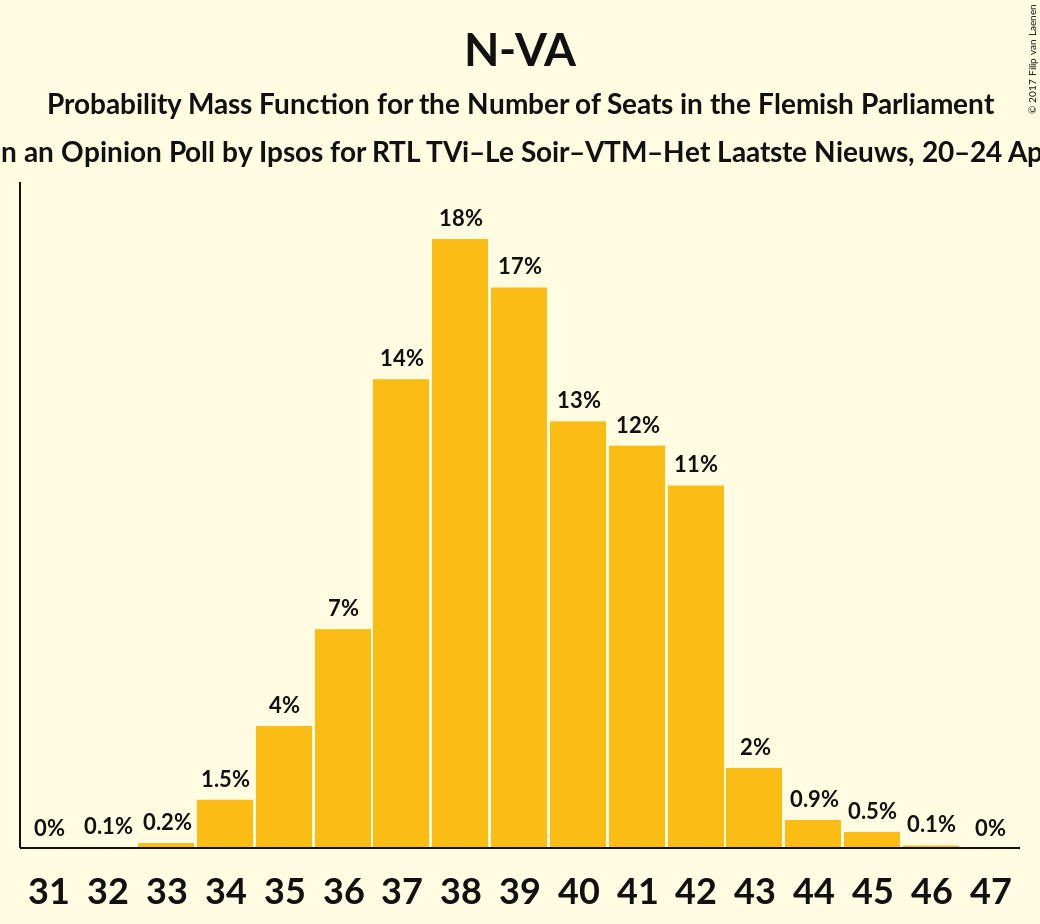 N-VA
Probability Mass Function for the Number of Seats in the Flemish Parliament
an Opinion Poll by Ipsos for RTL TVi–Le Soir–VTM–Het Laatste Nieuws, 20–24
© 2017 Filip van Laenen
18%
17%
14%
13%
12%
11%
7%
4%
2%
1.5%
0.9%
0.5%
0% 0.1% 0.2% 0.1% 0%
31 32 33 34 35 36 37 38 39 40 41 42 43 44 45 46 47